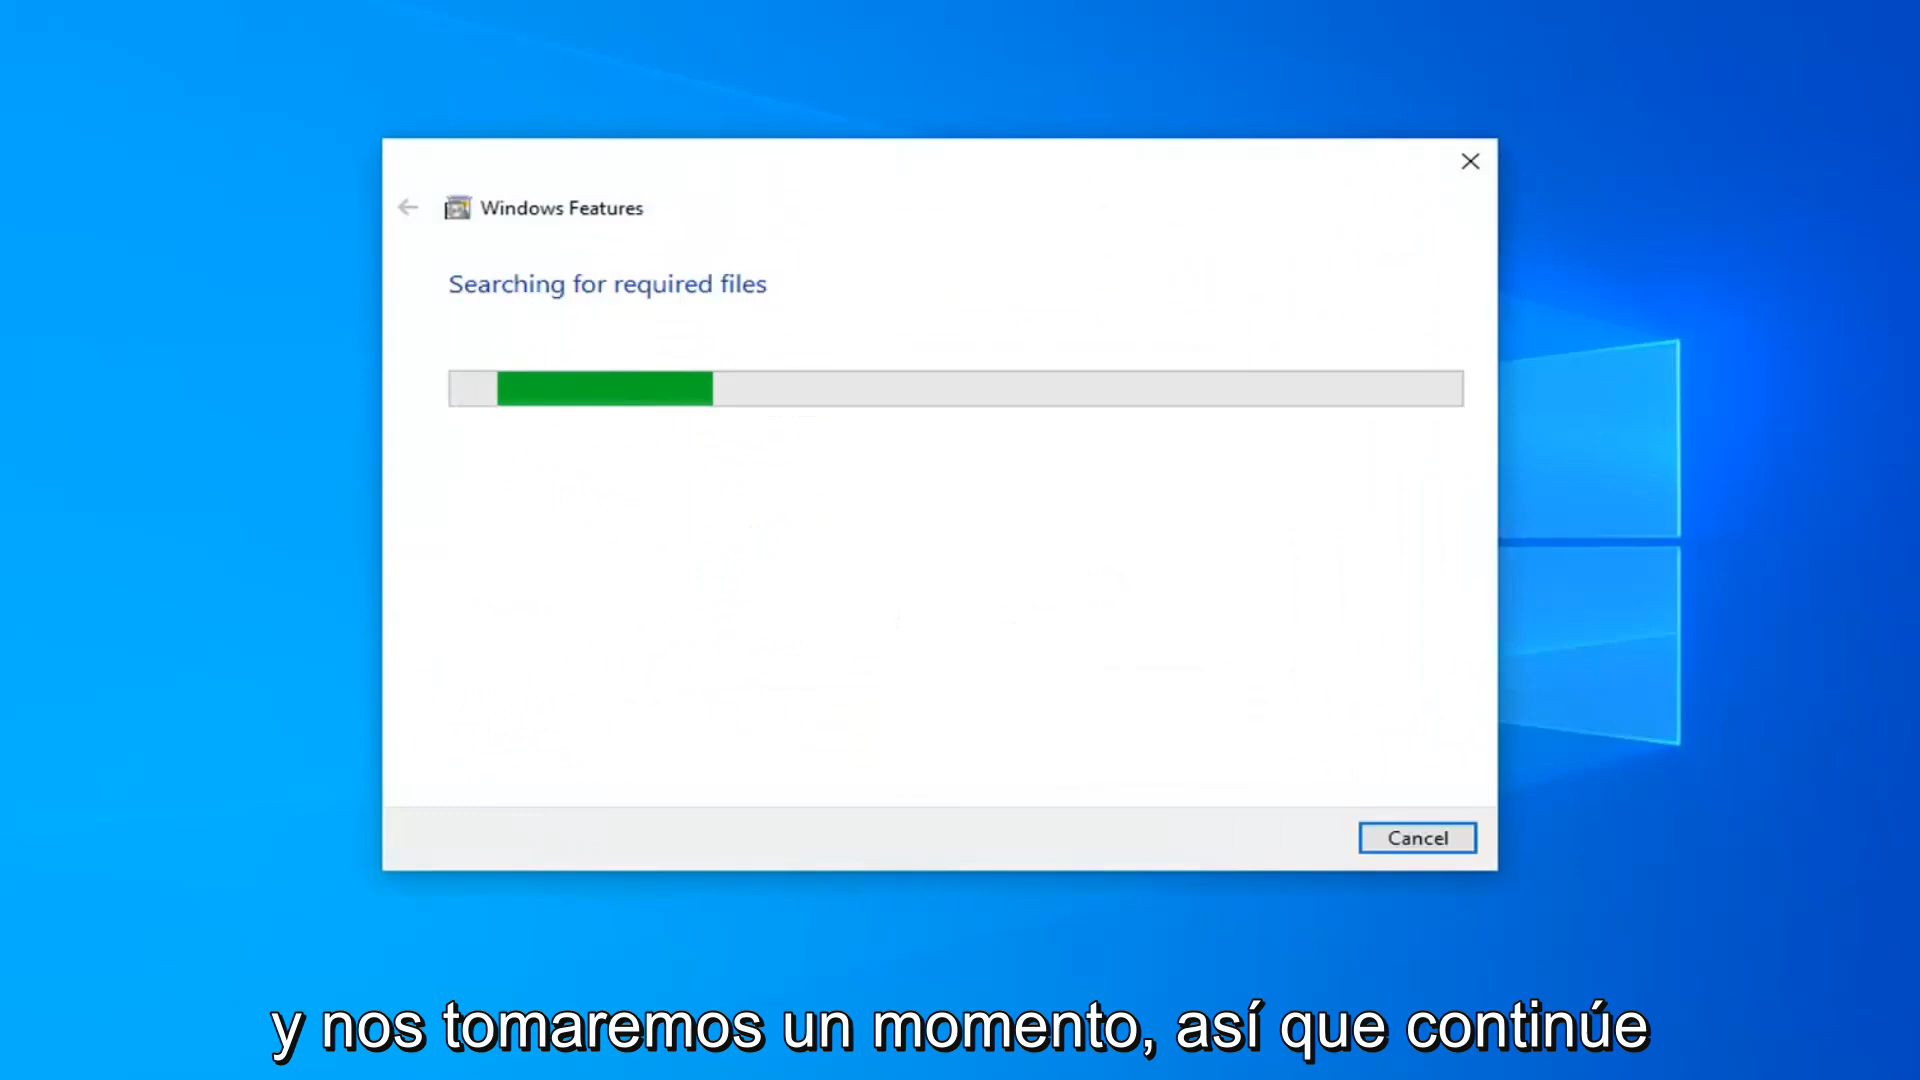 Windows Features
Searching for required files
Cancel
y nos tomaremos un momento, así que continúe